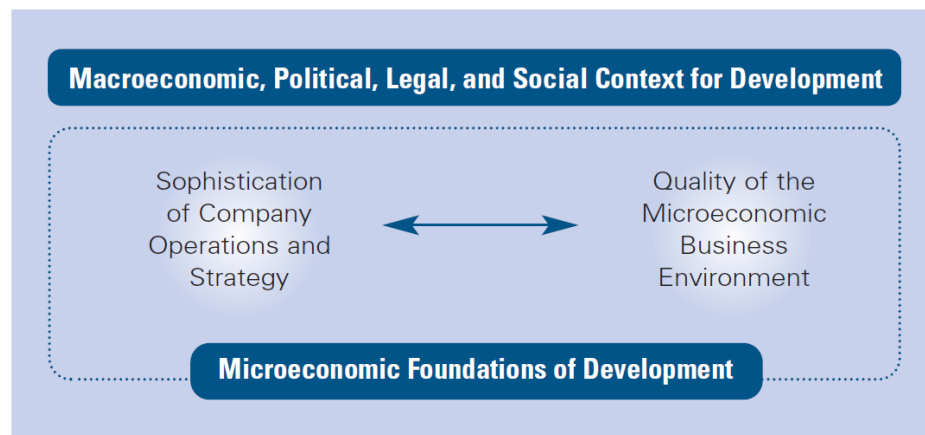 Macroeconomic, Political, Legal, and Social Context for Development
Sophistication
of Company
Operations and
Strategy
Quality of the
Microeconomic
Business
Environment
Microeconomic Foundations of Development